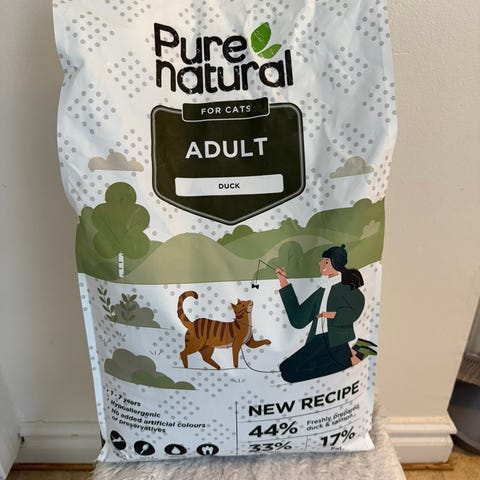 Pure
natural
FOR CATS
ADULT
DUCK
7 years
Hypoallergenic
No added artificial colours
or preservatives
NEW RECIPE
44% Freshly prepared
duck & salmon
33%
17%
Fat